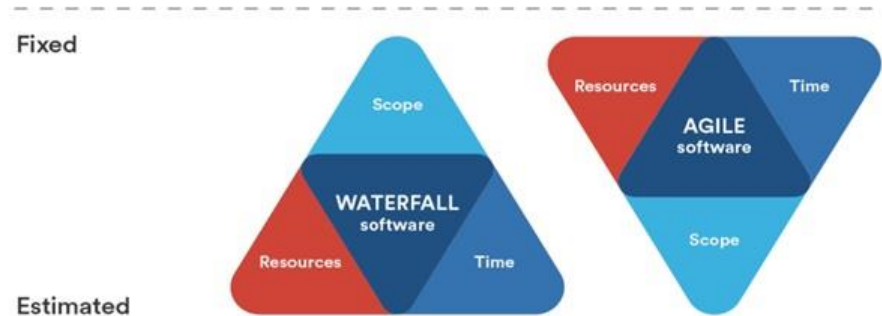 Fixed
Scope
WATERFALL
software
Resources
Time
Resources
Time
AGILE
software
Scope
Estimated